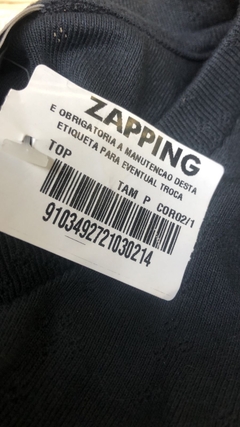 ZAPPING
E OBRIGATORIA A MANUTENCAO DESTA
ETIQUETA PARA EVENTUAL TROCA
TOP
TAM P COR02/1
9103492721030214